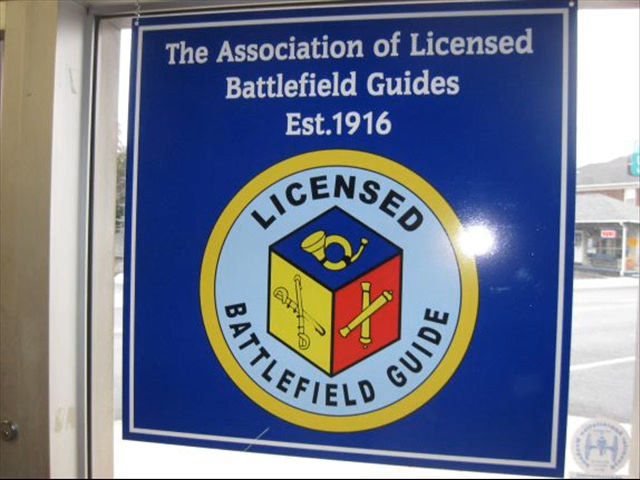 The Association of Licensed
Battlefield Guides
Est.1916
LICENSED
BATTLEFIELD GUIDE